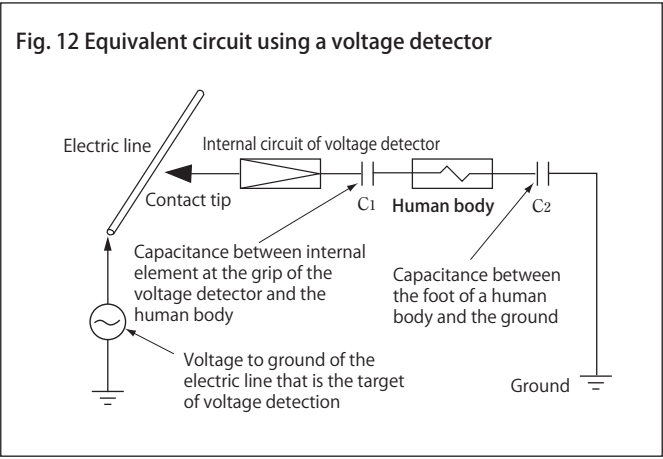 Fig. 12 Equivalent circuit using a voltage detector
Electric line
Internal circuit of voltage detector
Contact tip
C1
Human body
C2
Capacitance between internal
element at the grip of the
voltage detector and the
human body
Capacitance between
the foot of a human
body and the ground
Voltage to ground of the
electric line that is the target
of voltage detection
Ground